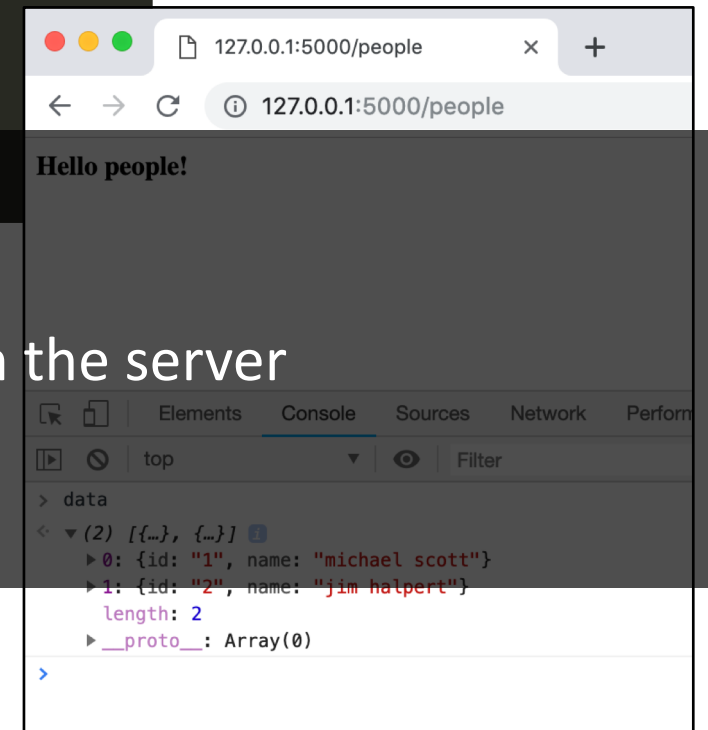 127.0.0.1:5000/people
127.0.0.1:5000/people
Hello people!
the server
Elements Console Sources Network Perform
top Filter
> data
(2) [{…}, {…}] i
0: {id: "1", name: "michael scott"}
1: {id: "2", name: "jim halpert"}
length: 2
__proto__: Array(0)
>